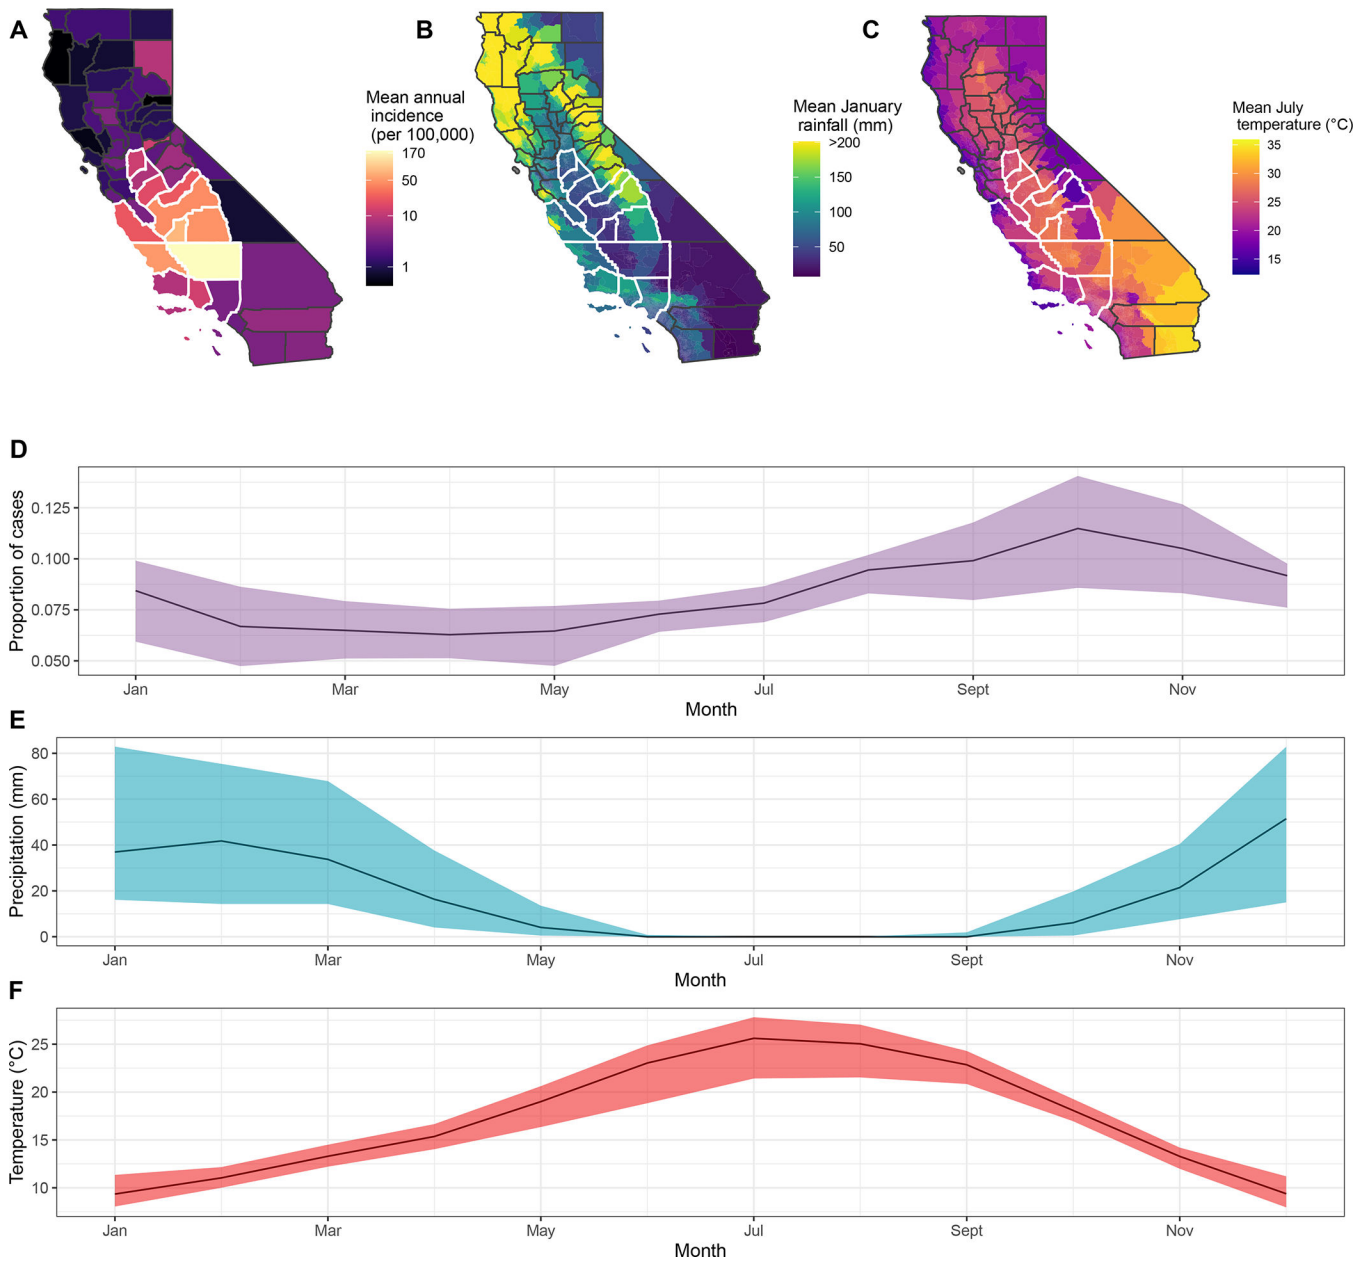 A
B
C
Mean annual
incidence
(per 100,000)
170
50
10
1
Mean January
rainfall (mm)
>200
150
100
50
Mean July
temperature (°C)
35
30
25
20
15
D
Proportion of cases
0.125
0.100
0.075
0.050
Jan
Mar
May
Jul
Sept
Nov
Month
E
Precipitation (mm)
80
60
40
20
0
Jan
Mar
May
Jul
Sept
Nov
Month
F
Temperature (°C)
25
20
15
10
Jan
Mar
May
Jul
Sept
Nov
Month